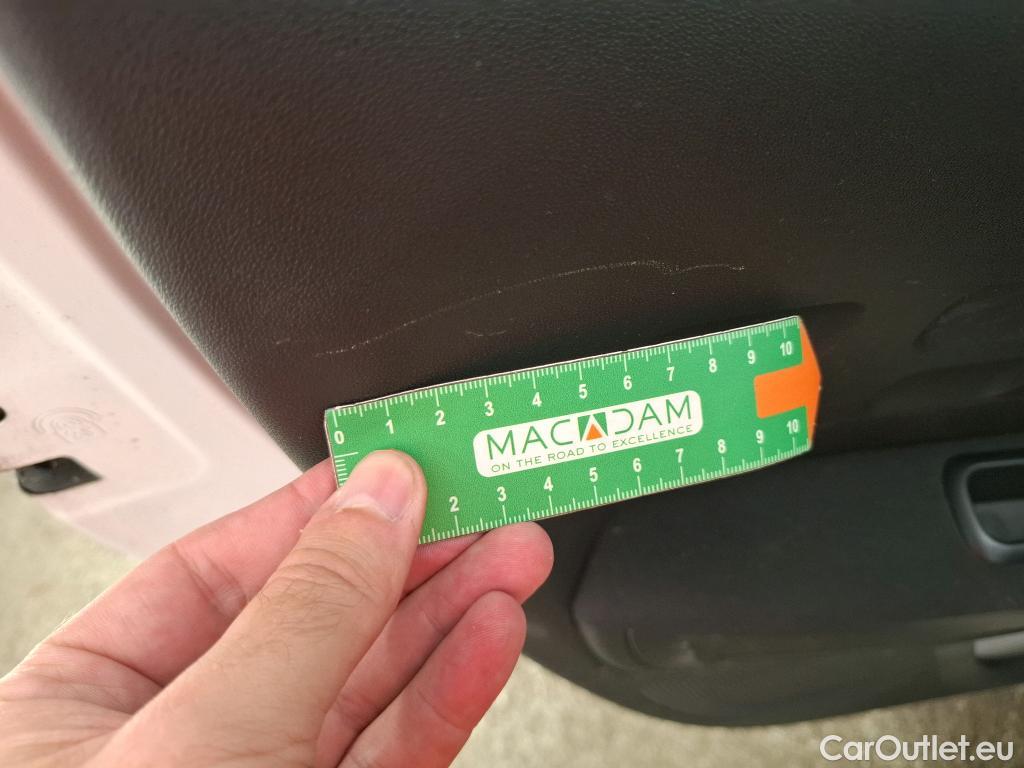 0 1 2 3 4 5 6 7 8 9 10
MACADAM
ON THE ROAD TO EXCELLENCE
2 3 4 5 6 7 8 9 10
CarOutlet.eu